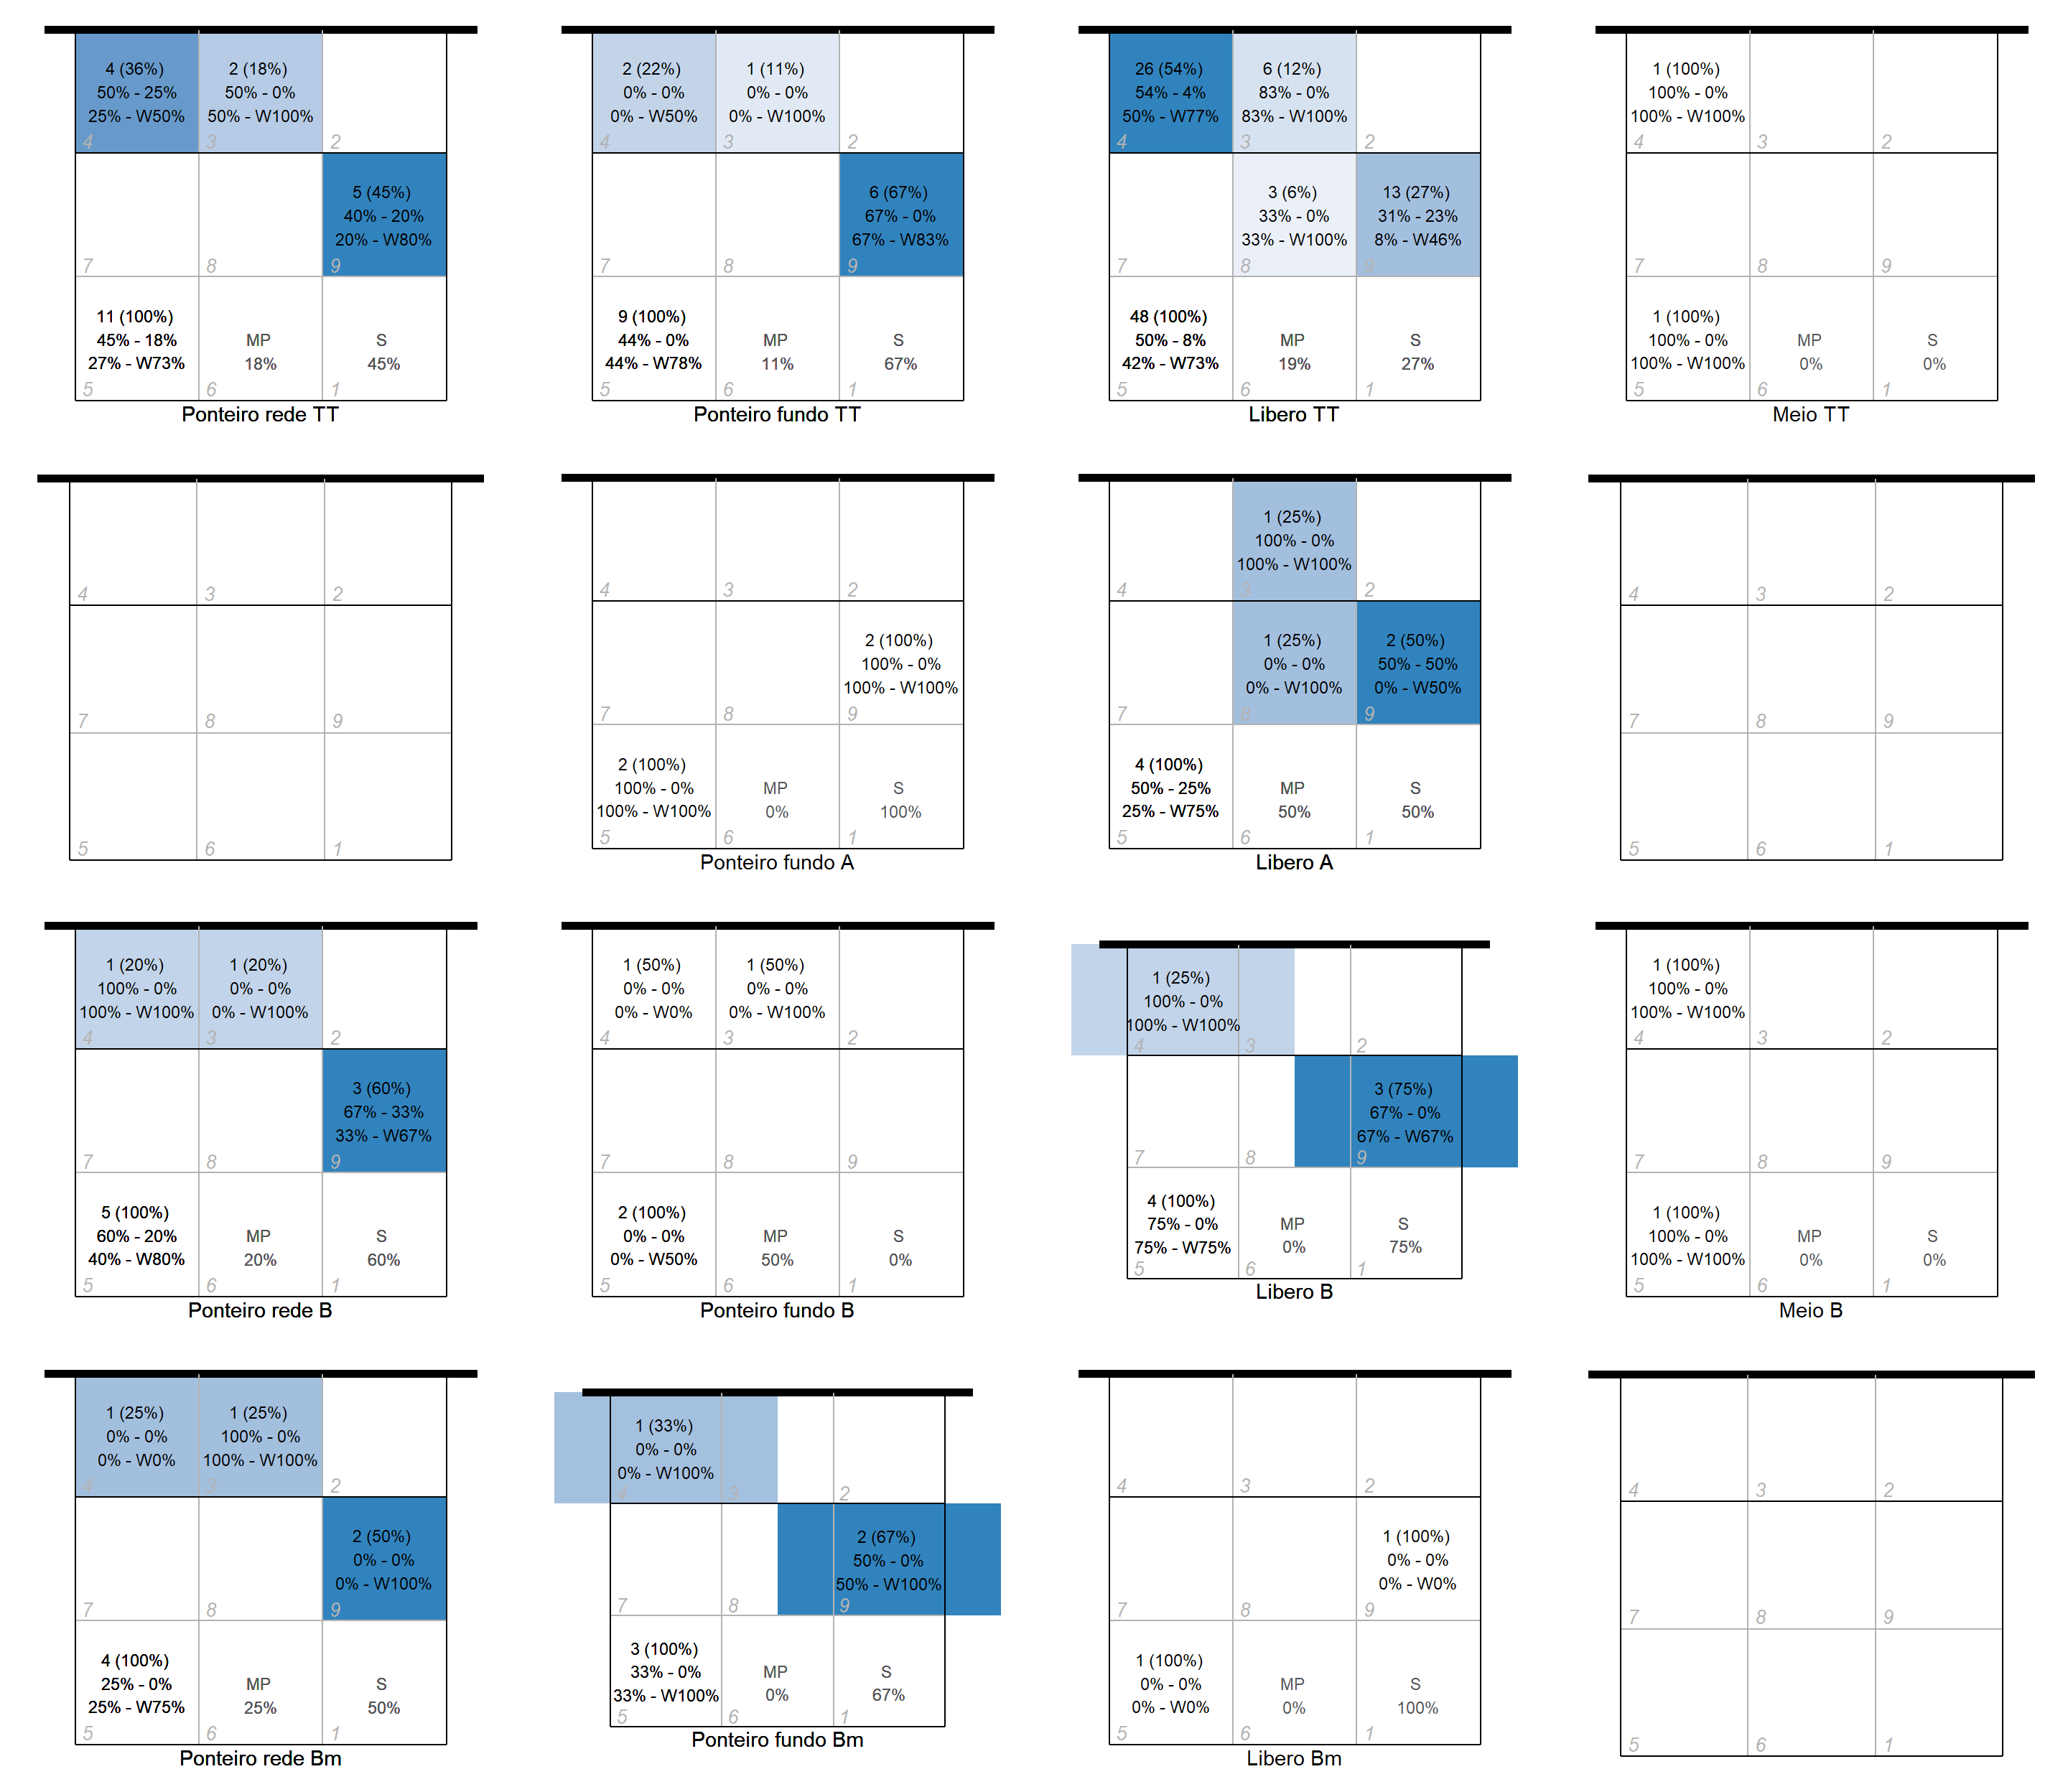 4 (36%)
50% - 25%
25% - W50%
4
2 (18%)
50% - 0%
50% - W100%
3
2
5 (45%)
40% - 20%
20% - W80%
7
8
9
11 (100%)
45% - 18%
27% - W73%
5
MP
18%
6
S
45%
1
Ponteiro rede TT
2 (22%)
0% - 0%
0% - W50%
4
1 (11%)
0% - 0%
0% - W100%
3
2
6 (67%)
67% - 0%
67% - W83%
7
8
9
9 (100%)
44% - 0%
44% - W78%
5
MP
11%
6
S
67%
1
Ponteiro fundo TT
26 (54%)
54% - 4%
50% - W77%
4
6 (12%)
83% - 0%
83% - W100%
3
2
7
3 (6%)
33% - 0%
33% - W100%
8
13 (27%)
31% - 23%
8% - W46%
9
48 (100%)
50% - 8%
42% - W73%
5
MP
19%
6
S
27%
1
Libero TT
1 (100%)
100% - 0%
100% - W100%
4
3
2
7
8
9
1 (100%)
100% - 0%
100% - W100%
5
MP
0%
6
S
0%
1
Meio TT
4
3
2
7
8
9
5
6
1
4
3
2
2 (100%)
100% - 0%
100% - W100%
7
8
9
2 (100%)
100% - 0%
100% - W100%
5
MP
0%
6
S
100%
1
Ponteiro fundo A
4
1 (25%)
100% - 0%
100% - W100%
3
2
7
1 (25%)
0% - 0%
0% - W100%
8
2 (50%)
50% - 50%
0% - W50%
9
4 (100%)
50% - 25%
25% - W75%
5
MP
50%
6
S
50%
1
Libero A
4
3
2
7
8
9
5
6
1
1 (20%)
100% - 0%
100% - W100%
4
1 (20%)
0% - 0%
0% - W100%
3
2
3 (60%)
67% - 33%
33% - W67%
7
8
9
5 (100%)
60% - 20%
40% - W80%
5
MP
20%
6
S
60%
1
Ponteiro rede B
1 (50%)
0% - 0%
0% - W0%
4
1 (50%)
0% - 0%
0% - W100%
3
2
7
8
9
2 (100%)
0% - 0%
0% - W50%
5
MP
50%
6
S
0%
1
Ponteiro fundo B
1 (25%)
100% - 0%
100% - W100%
4
3
2
3 (75%)
67% - 0%
67% - W67%
7
8
9
4 (100%)
75% - 0%
75% - W75%
5
MP
0%
6
S
75%
1
Libero B
1 (100%)
100% - 0%
100% - W100%
4
3
2
7
8
9
1 (100%)
100% - 0%
100% - W100%
5
MP
0%
6
S
0%
1
Meio B
1 (25%)
0% - 0%
0% - W0%
4
1 (25%)
100% - 0%
100% - W100%
3
2
2 (50%)
0% - 0%
0% - W100%
7
8
9
4 (100%)
25% - 0%
25% - W75%
5
MP
25%
6
S
50%
1
Ponteiro rede Bm
1 (33%)
0% - 0%
0% - W100%
4
3
2
2 (67%)
50% - 0%
50% - W100%
7
8
9
3 (100%)
33% - 0%
33% - W100%
5
MP
0%
6
S
67%
1
Ponteiro fundo Bm
4
3
2
1 (100%)
0% - 0%
0% - W0%
7
8
9
1 (100%)
0% - 0%
0% - W0%
5
MP
0%
6
S
100%
1
Libero Bm
4
3
2
7
8
9
5
6
1